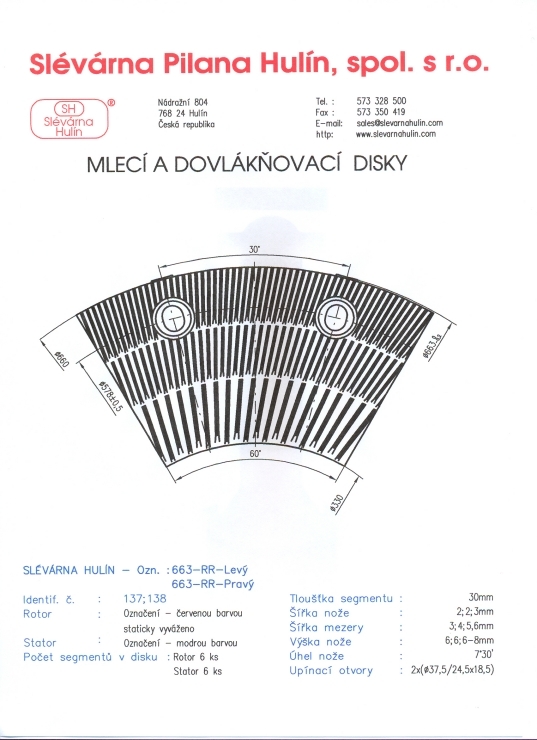 Slévárna Pilana Hulín, spol. s r.o.
SH
Slévárna
Hulín
®
Nádražní 804
768 24 Hulín
Česká republika
Tel. : 573 328 500
Fax : 573 350 419
E-mail: sales@slevarnahulin.com
http: www.slevarnahulin.com
MLECÍ A DOVLÁKŇOVACÍ DISKY
30°
ø660
ø578±0,5
ø663
60°
ø330
SLÉVÁRNA HULÍN – Ozn. : 663-RR-Levý
663-RR-Pravý
Identif. č. : 137;138
Rotor : Označení – červenou barvou
staticky vyváženo
Stator : Označení – modrou barvou
Počet segmentů v disku : Rotor 6 ks
Stator 6 ks
Tloušťka segmentu : 30mm
Šířka nože : 2; 2; 3mm
Šířka mezery : 3; 4; 5,6mm
Výška nože : 6; 6; 6-8mm
Úhel nože : 7°30'
Upínací otvory : 2x(ø37,5/24,5x18,5)